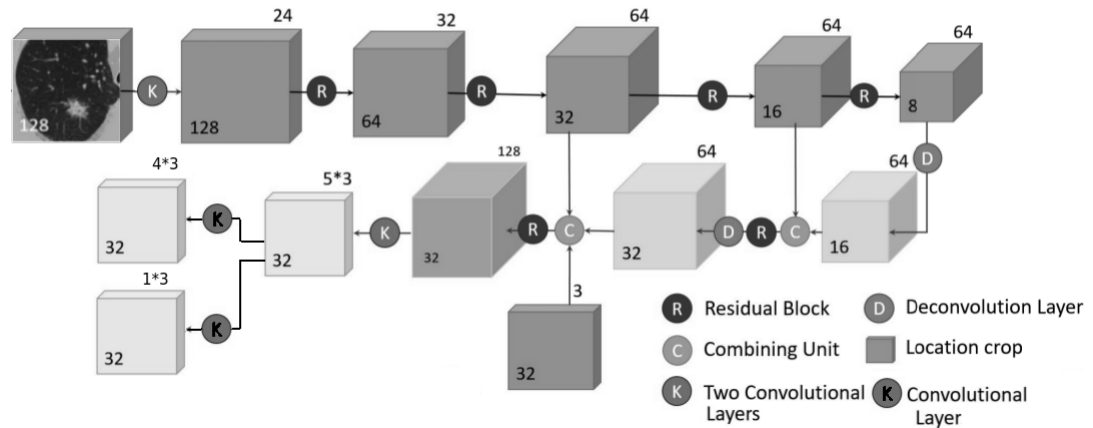 24
32
64
64
64
K
R
R
R
R
128
128
64
32
16
8
D
4*3
5*3
128
64
64
K
K
R
C
D
R
C
32
32
32
32
16
1*3
K
32
3
32
R Residual Block
D Deconvolution Layer
C Combining Unit
Location crop
K Two Convolutional
Layers
K Convolutional
Layer